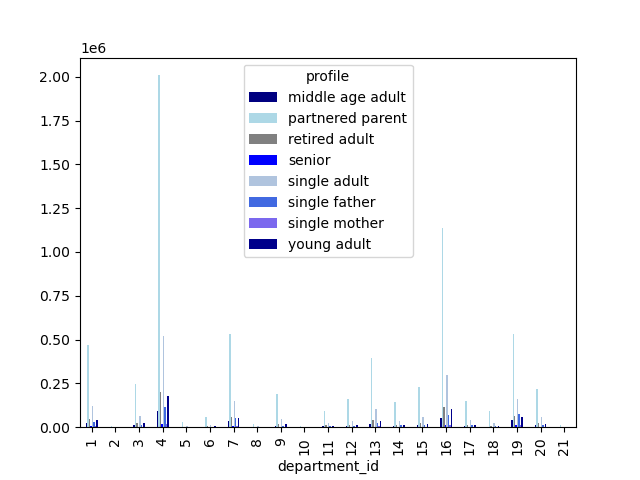 1e6
2.00
1.75
1.50
1.25
1.00
0.75
0.50
0.25
0.00
profile
middle age adult
partnered parent
retired adult
senior
single adult
single father
single mother
young adult
1 2 3 4 5 6 7 8 9 10 11 12 13 14 15 16 17 18 19 20 21
department_id